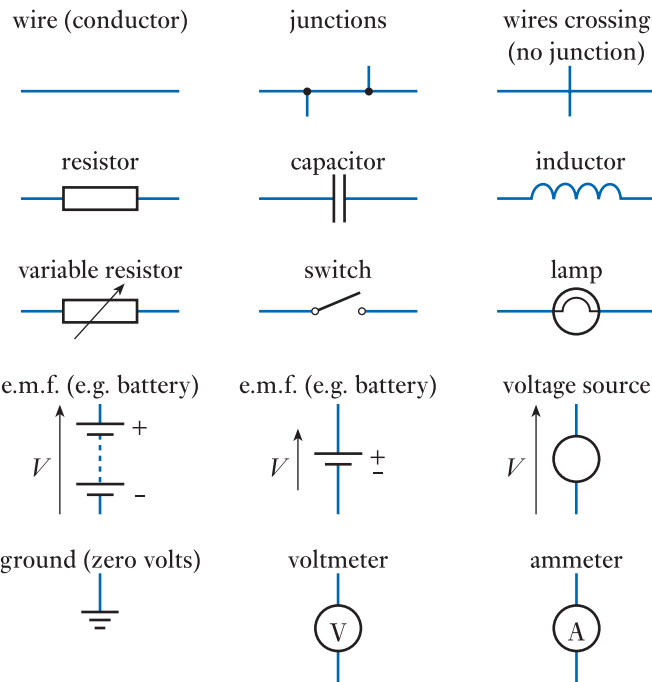 wire (conductor)
junctions
wires crossing
(no junction)
resistor
capacitor
inductor
variable resistor
switch
lamp
e.m.f. (e.g. battery)
e.m.f. (e.g. battery)
voltage source
V
+
-
V
+
-
V
ground (zero volts)
voltmeter
ammeter
V
A